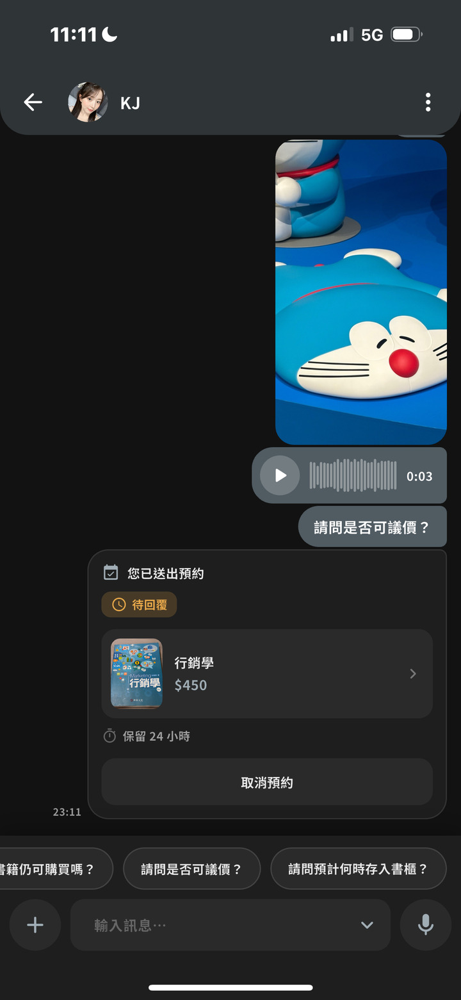 11:11
5G
KJ
0:03
請問是否可議價？
您已送出預約
待回覆
Marketing
行銷學
行銷學
$450
保留 24 小時
取消預約
23:11
書籍仍可購買嗎？
請問是否可議價？
請問預計何時存入書櫃？
輸入訊息…